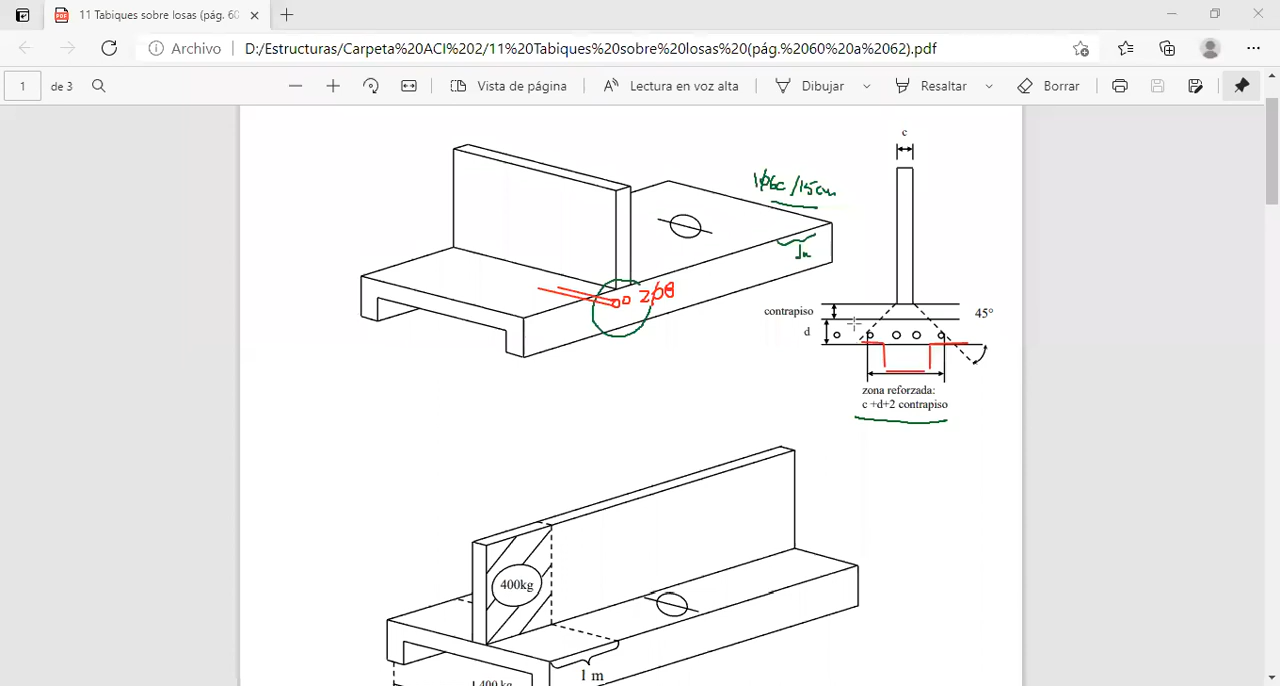 11 Tabiques sobre losas (pág. 60
Archivo
D:/Estructuras/Carpeta%20ACI%202/11%20Tabiques%20sobre%20losas%20(pág.%2060%20a%2062).pdf
1
de 3
Vista de página
Lectura en voz alta
Dibujar
Resaltar
Borrar
c
/15cm
2ϕ8
contrapiso
d
45°
zona reforzada:
c +d+2 contrapiso
400kg
1 m
400 kg